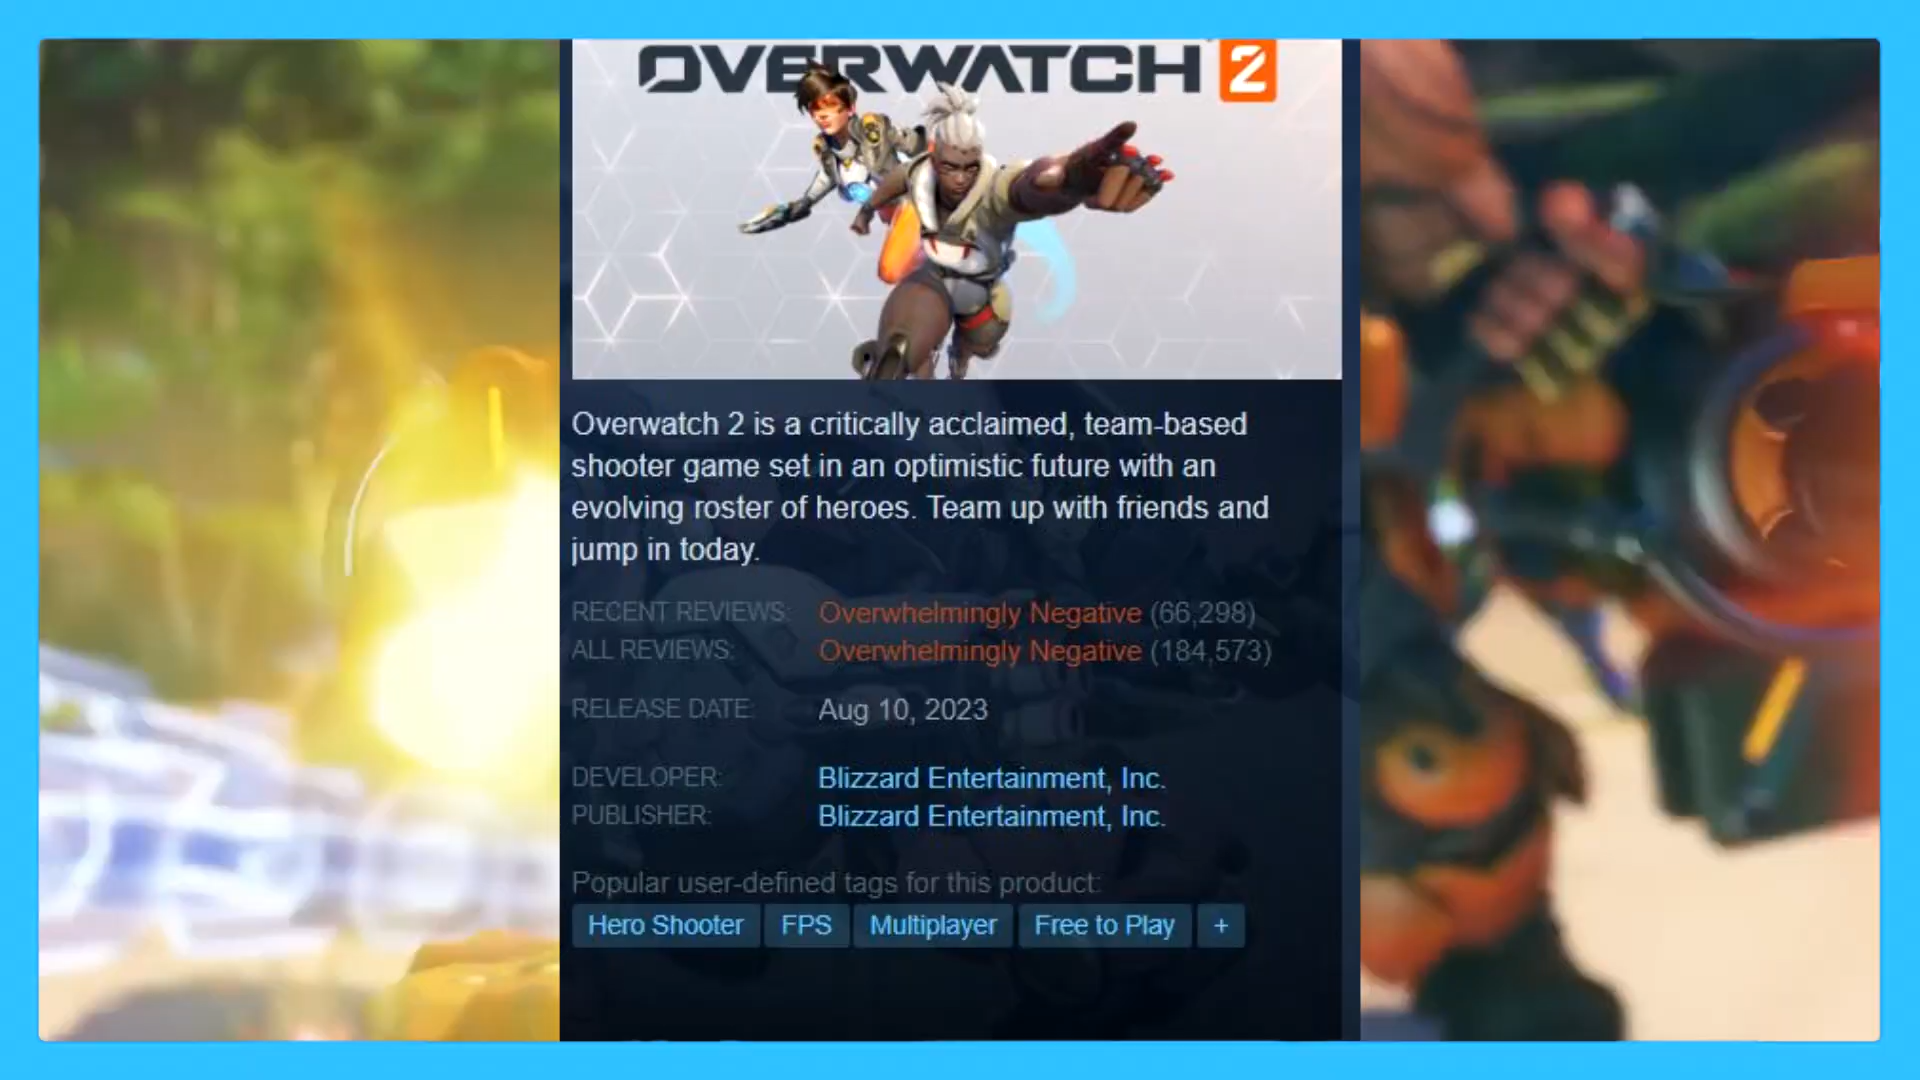 OVERWATCH 2
Overwatch 2 is a critically acclaimed, team-based
shooter game set in an optimistic future with an
evolving roster of heroes. Team up with friends and
jump in today.
RECENT REVIEWS: Overwhelmingly Negative (66,298)
ALL REVIEWS: Overwhelmingly Negative (184,573)
RELEASE DATE: Aug 10, 2023
DEVELOPER: Blizzard Entertainment, Inc.
PUBLISHER: Blizzard Entertainment, Inc.
Popular user-defined tags for this product:
Hero Shooter FPS Multiplayer Free to Play +